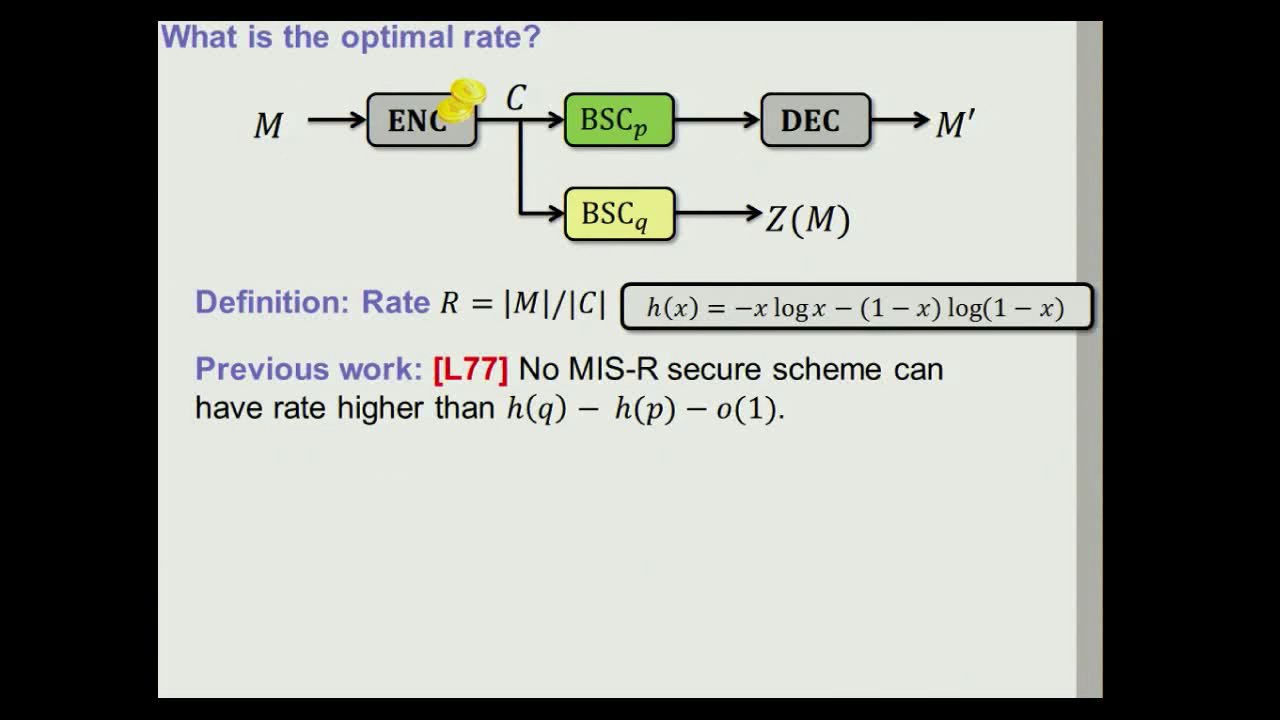 What is the optimal rate?
M ENC C BSC_p DEC M′
BSC_q Z(M)
Definition: Rate R = |M|/|C| h(x) = −x log x − (1 − x) log(1 − x)
Previous work: [L77] No MIS-R secure scheme can
have rate higher than h(q) − h(p) − o(1).